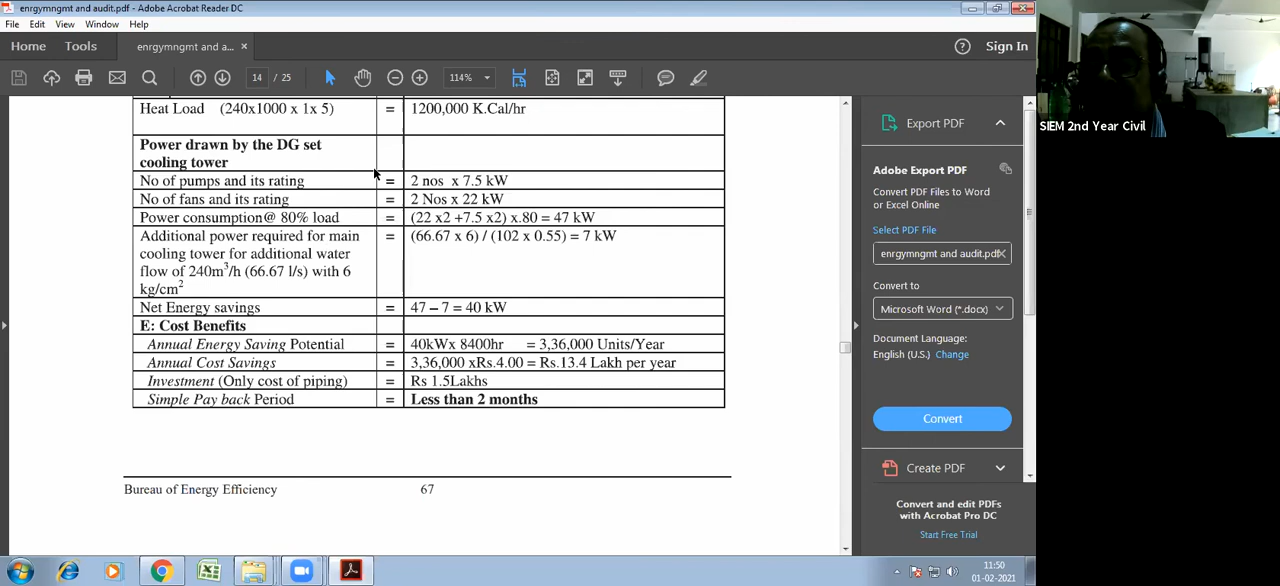 enrgymngmt and audit.pdf - Adobe Acrobat Reader DC
File Edit View Window Help
Home Tools enrgymngmt and a... × Sign In
14 / 25 114%
Heat Load (240x1000 x 1x 5) = 1200,000 K.Cal/hr
Power drawn by the DG set
cooling tower
No of pumps and its rating = 2 nos x 7.5 kW
No of fans and its rating = 2 Nos x 22 kW
Power consumption@ 80% load = (22 x2 +7.5 x2) x.80 = 47 kW
Additional power required for main = (66.67 x 6) / (102 x 0.55) = 7 kW
cooling tower for additional water
flow of 240m³/h (66.67 l/s) with 6
kg/cm²
Net Energy savings = 47 – 7 = 40 kW
E: Cost Benefits
Annual Energy Saving Potential = 40kWx 8400hr = 3,36,000 Units/Year
Annual Cost Savings = 3,36,000 xRs.4.00 = Rs.13.4 Lakh per year
Investment (Only cost of piping) = Rs 1.5Lakhs
Simple Pay back Period = Less than 2 months
Bureau of Energy Efficiency 67
Export PDF
Adobe Export PDF
Convert PDF Files to Word
or Excel Online
Select PDF File
enrgymngmt and audit.pdf
Convert to
Microsoft Word (*.docx)
Document Language:
English (U.S.) Change
Convert
Create PDF
Convert and edit PDFs
with Acrobat Pro DC
Start Free Trial
SIEM 2nd Year Civil
11:50
01-02-2021